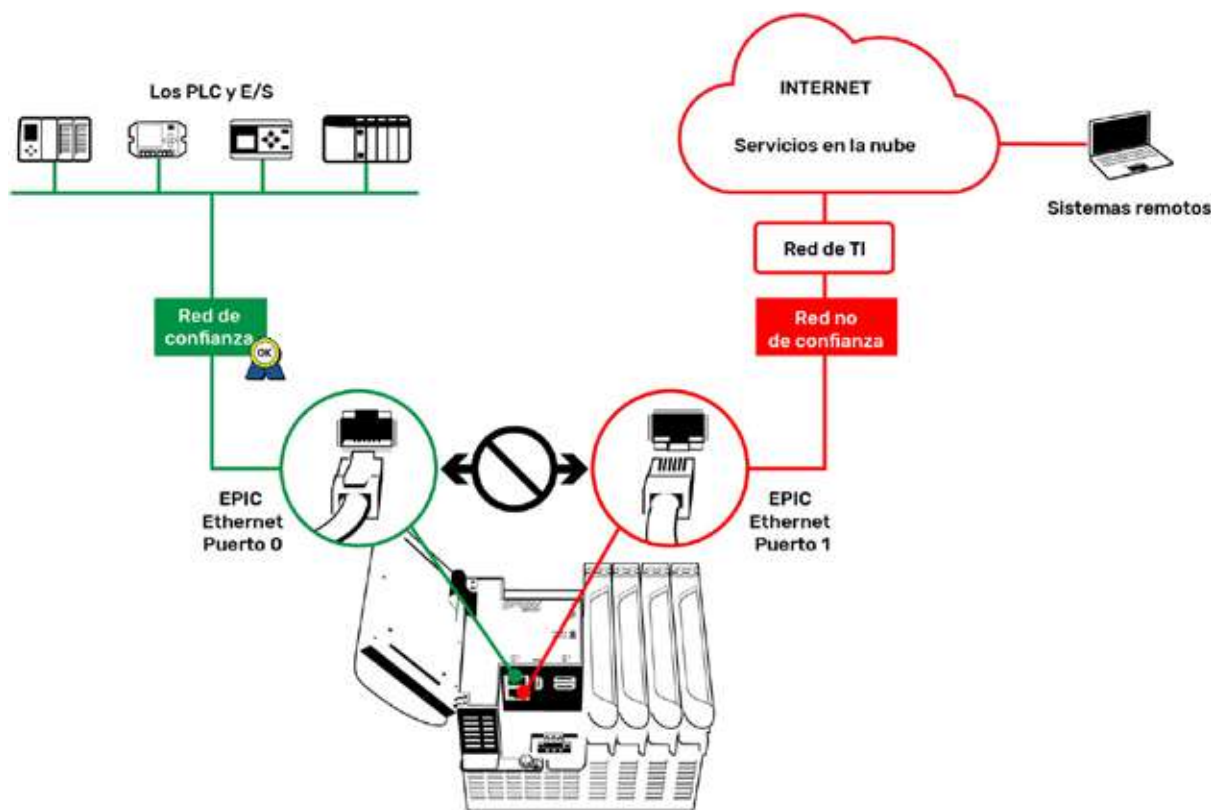 Los PLC y E/S
INTERNET
Servicios en la nube
Sistemas remotos
Red de TI
Red de
confianza
OK
Red no
de confianza
EPIC
Ethernet
Puerto 0
EPIC
Ethernet
Puerto 1